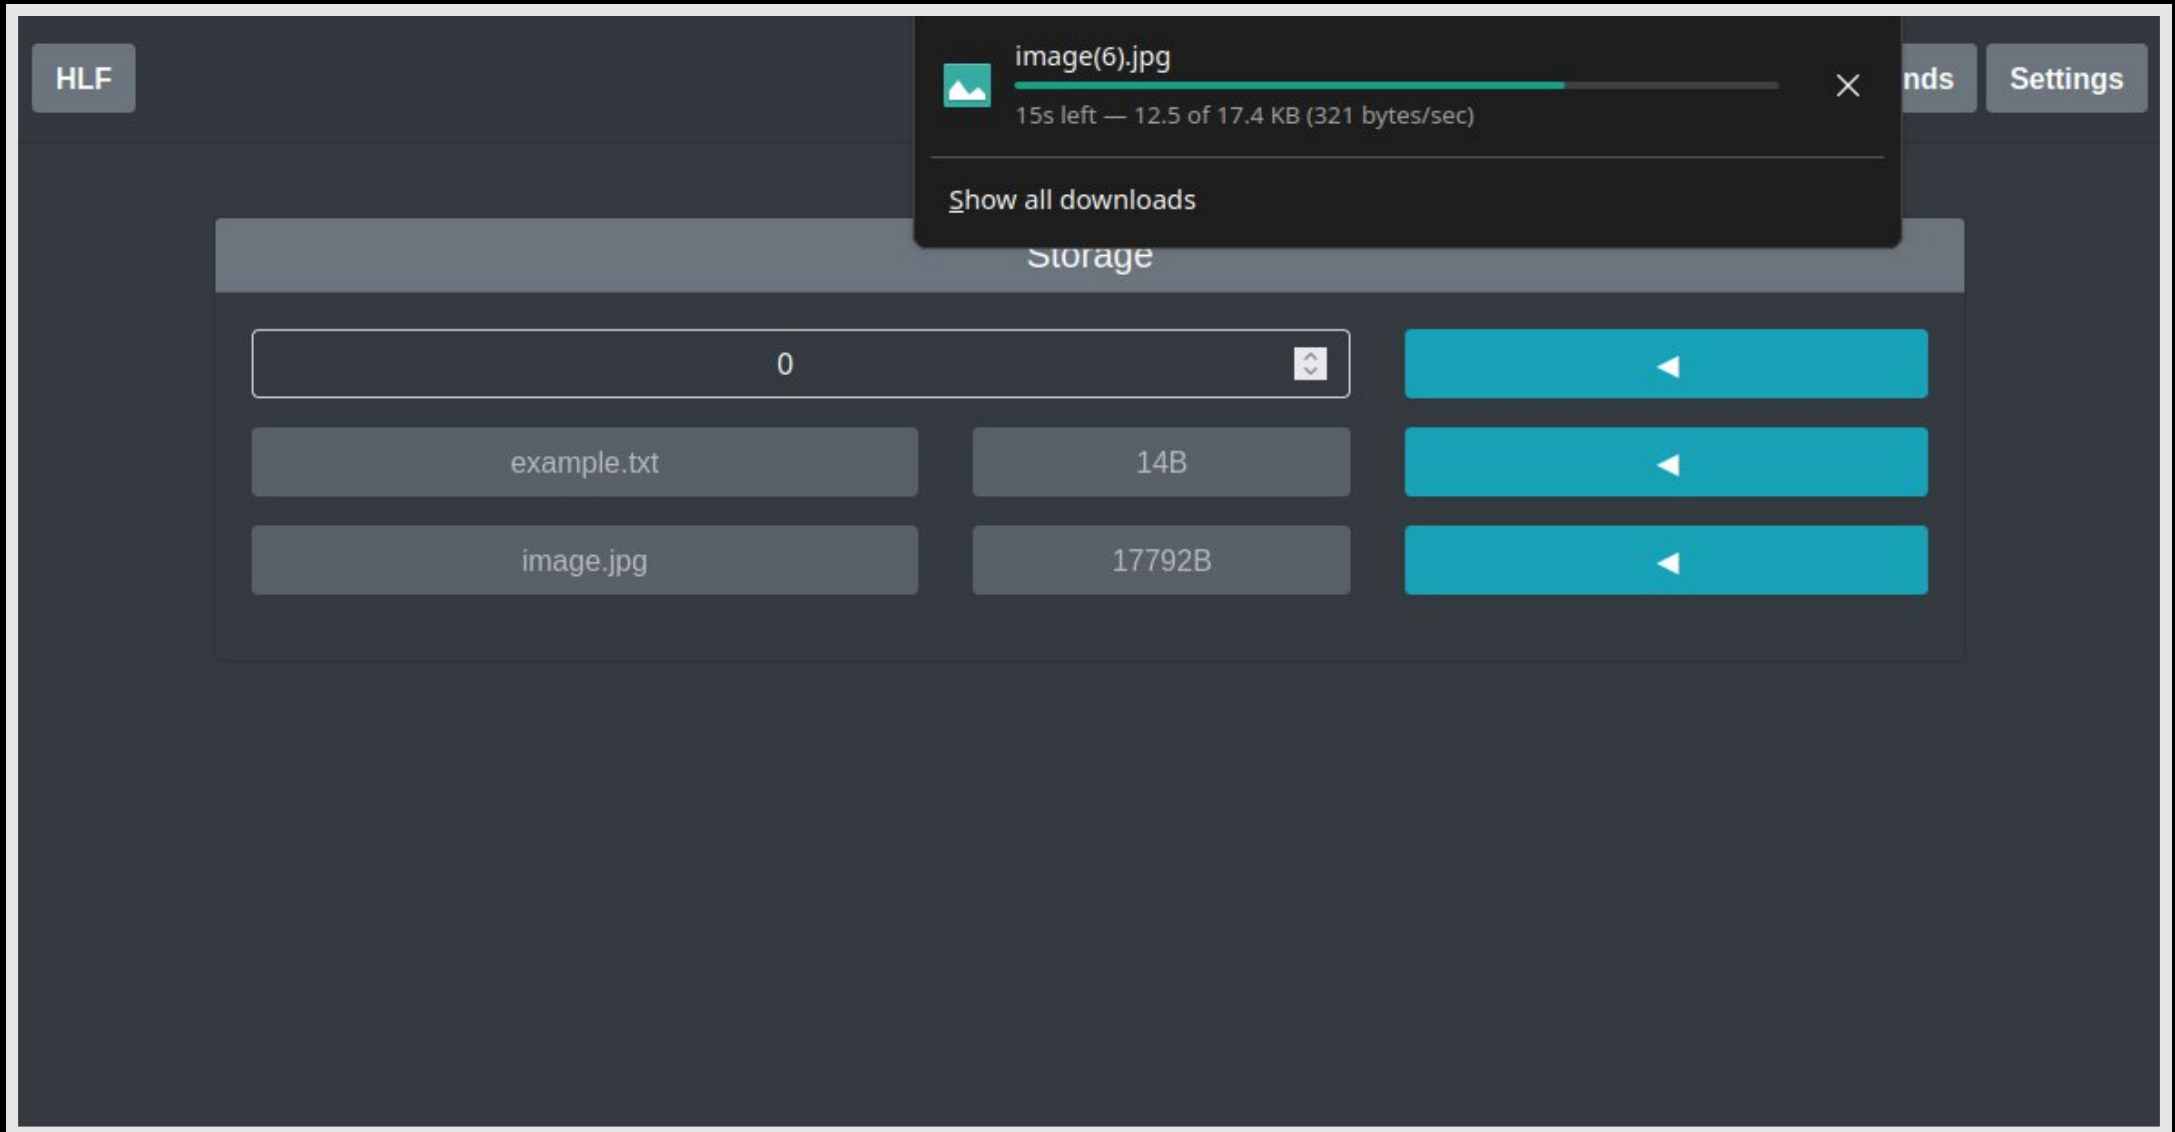 HLF
image(6).jpg
15s left — 12.5 of 17.4 KB (321 bytes/sec)
Show all downloads
nds
Settings
Storage
0
example.txt 14B
image.jpg 17792B